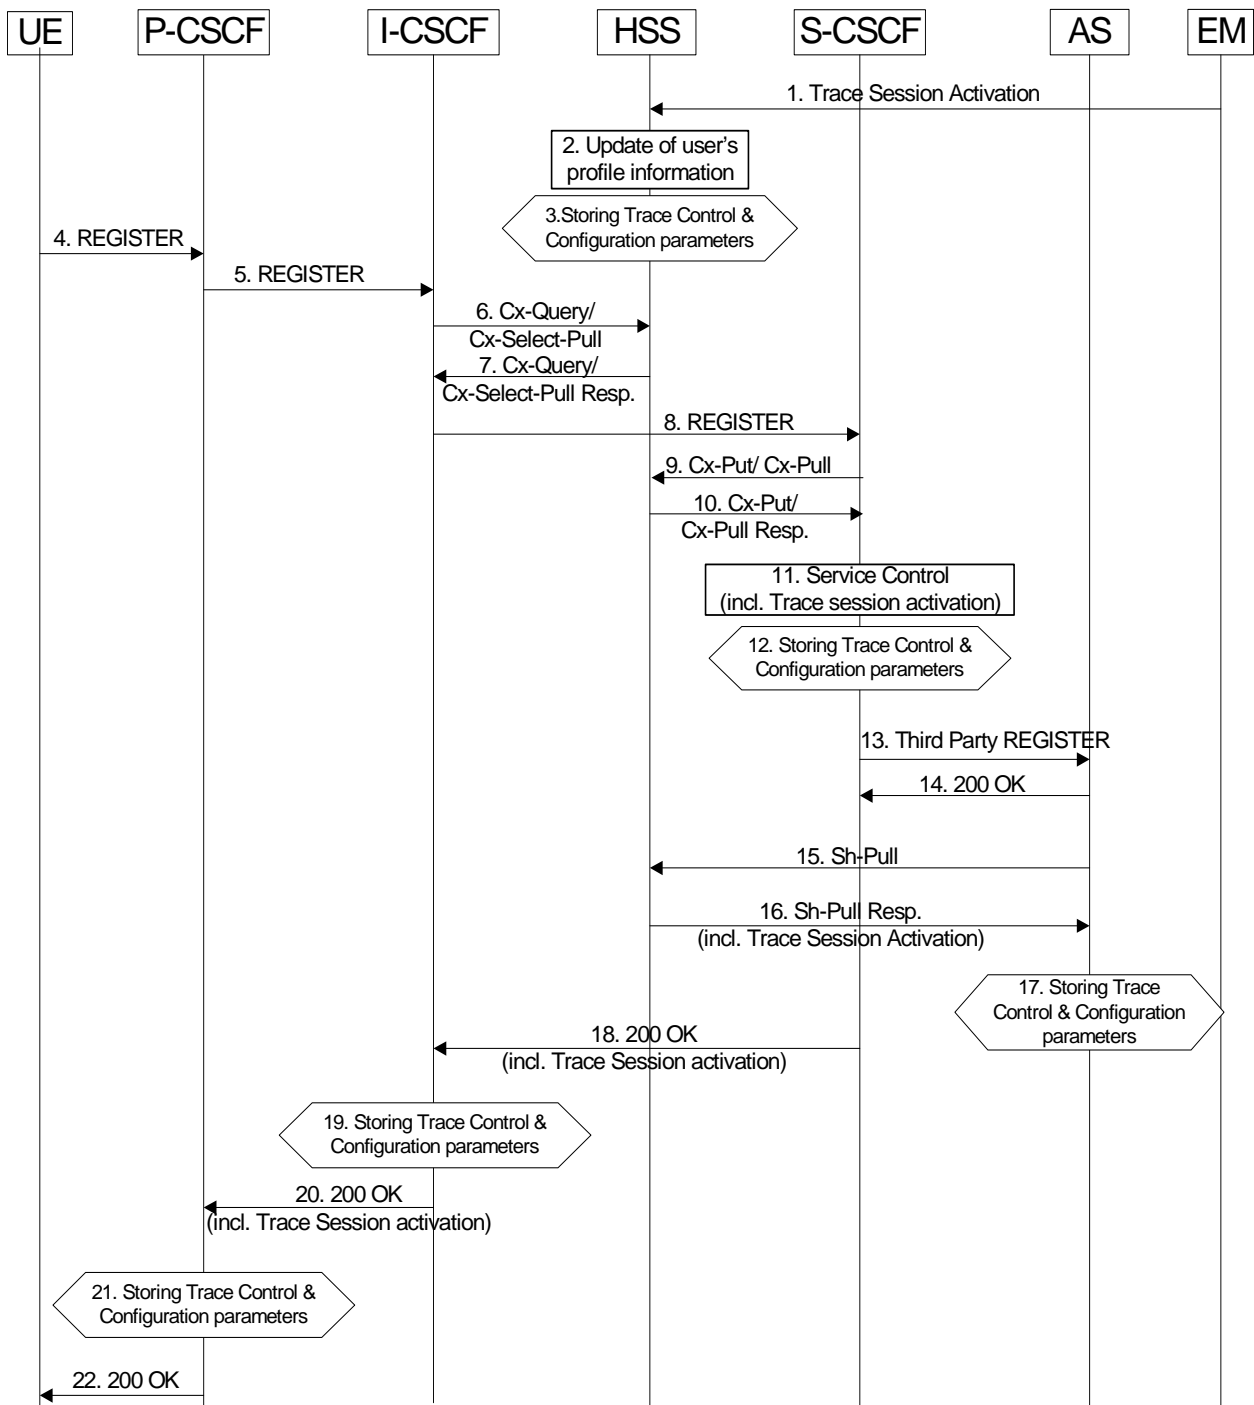 UE P-CSCF I-CSCF HSS S-CSCF AS EM
1. Trace Session Activation
2. Update of user's
profile information
3.Storing Trace Control &
Configuration parameters
4. REGISTER
5. REGISTER
6. Cx-Query/
Cx-Select-Pull
7. Cx-Query/
Cx-Select-Pull Resp.
8. REGISTER
9. Cx-Put/ Cx-Pull
10. Cx-Put/
Cx-Pull Resp.
11. Service Control
(incl. Trace session activation)
12. Storing Trace Control &
Configuration parameters
13. Third Party REGISTER
14. 200 OK
15. Sh-Pull
16. Sh-Pull Resp.
(incl. Trace Session Activation)
17. Storing Trace
Control & Configuration
parameters
18. 200 OK
(incl. Trace Session activation)
19. Storing Trace Control &
Configuration parameters
20. 200 OK
(incl. Trace Session activation)
21. Storing Trace Control &
Configuration parameters
22. 200 OK